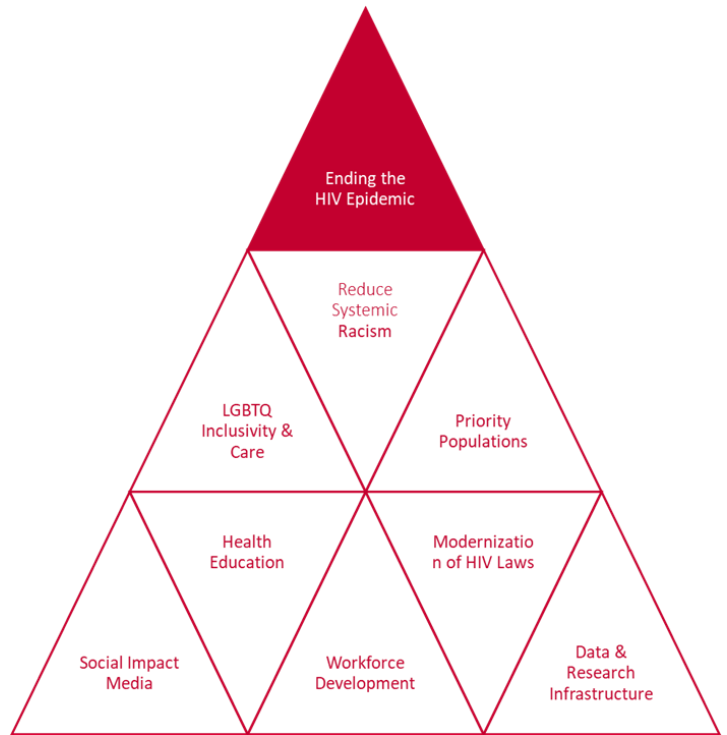 Ending the
HIV Epidemic
Reduce
Systemic
Racism
LGBTQ
Inclusivity &
Care
Priority
Populations
Health
Education
Modernizatio
n of HIV Laws
Social Impact
Media
Workforce
Development
Data &
Research
Infrastructure